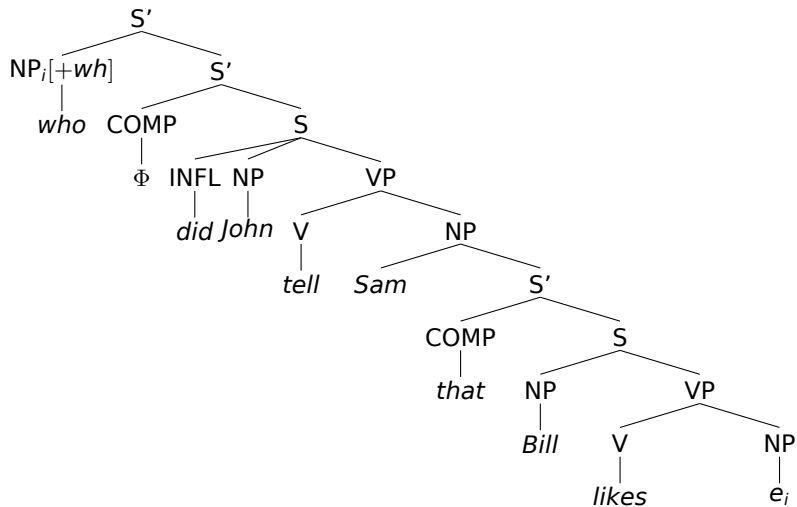 S'
NPᵢ[+wh] S'
who COMP S
Φ INFL NP VP
did John V NP
tell Sam S'
COMP S
that NP VP
Bill V NP
likes eᵢ